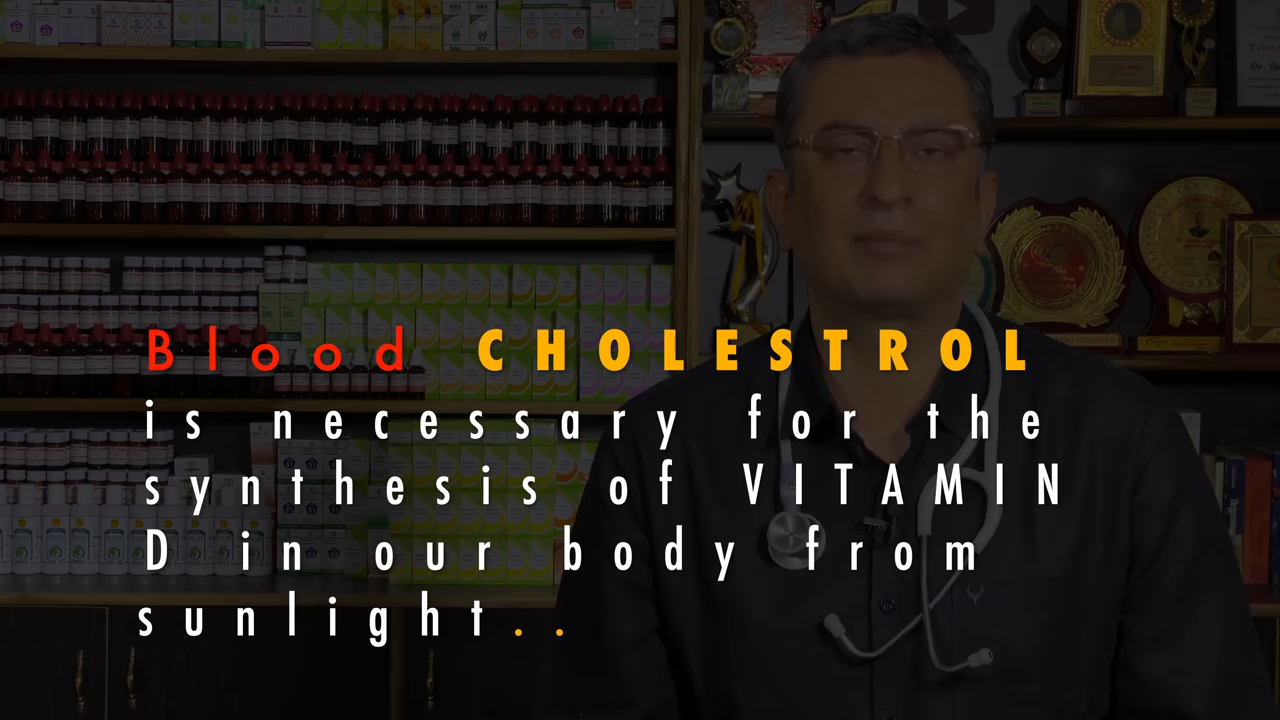 Blood CHOLESTROL
is necessary for the
synthesis of VITAMIN
D in our body from
sunlight..